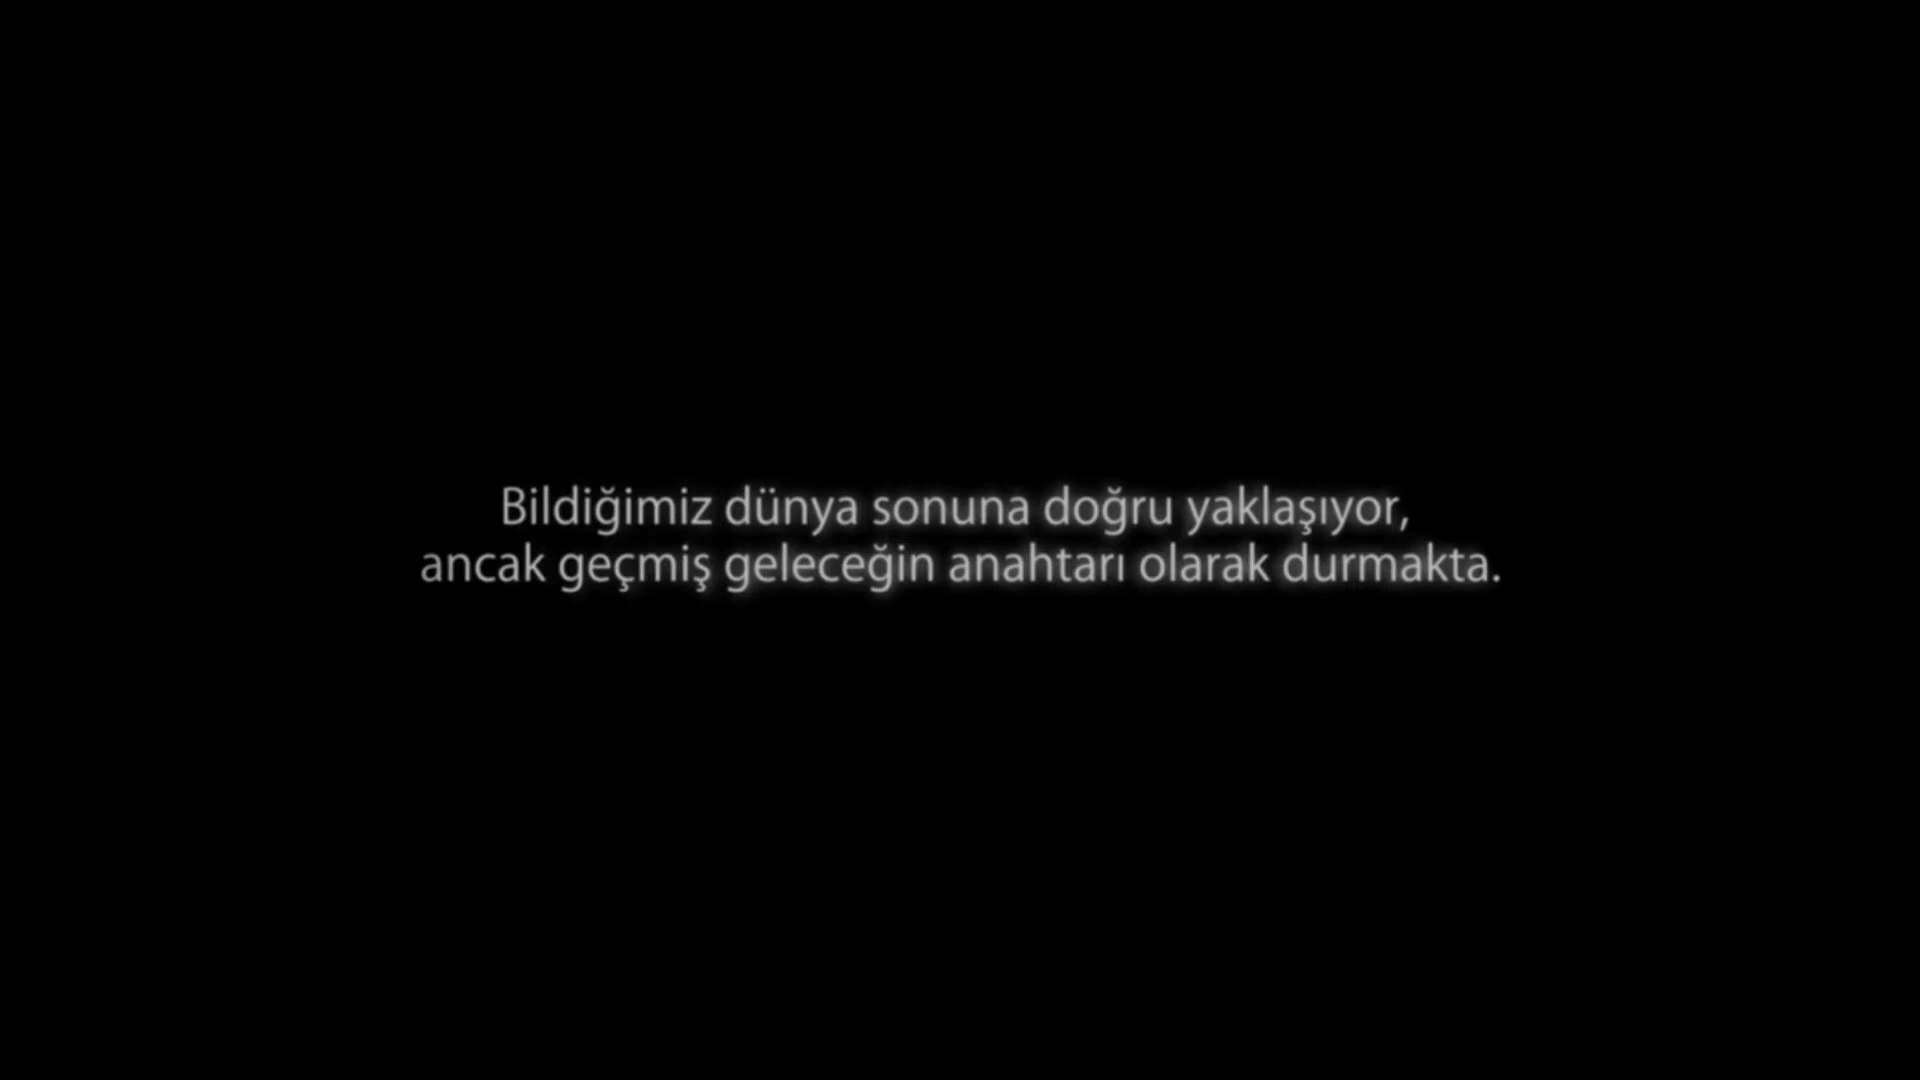 Bildiğimiz dünya sonuna doğru yaklaşıyor,
ancak geçmiş geleceğin anahtarı olarak durmakta.